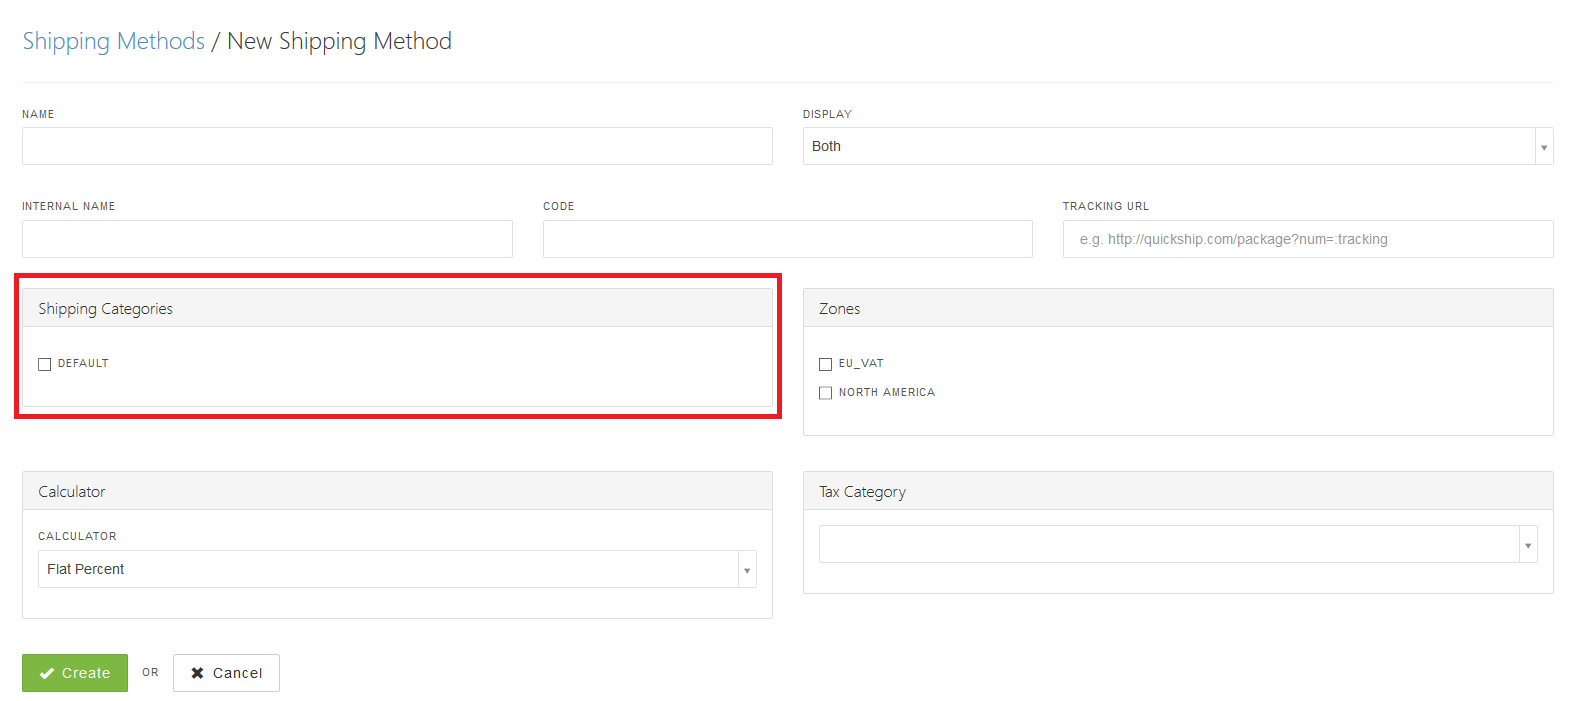 Shipping Methods / New Shipping Method
NAME
DISPLAY
Both
INTERNAL NAME
CODE
TRACKING URL
e.g. http://quickship.com/package?num=:tracking
Shipping Categories
DEFAULT
Zones
EU_VAT
NORTH AMERICA
Calculator
CALCULATOR
Flat Percent
Tax Category
Create
OR
Cancel